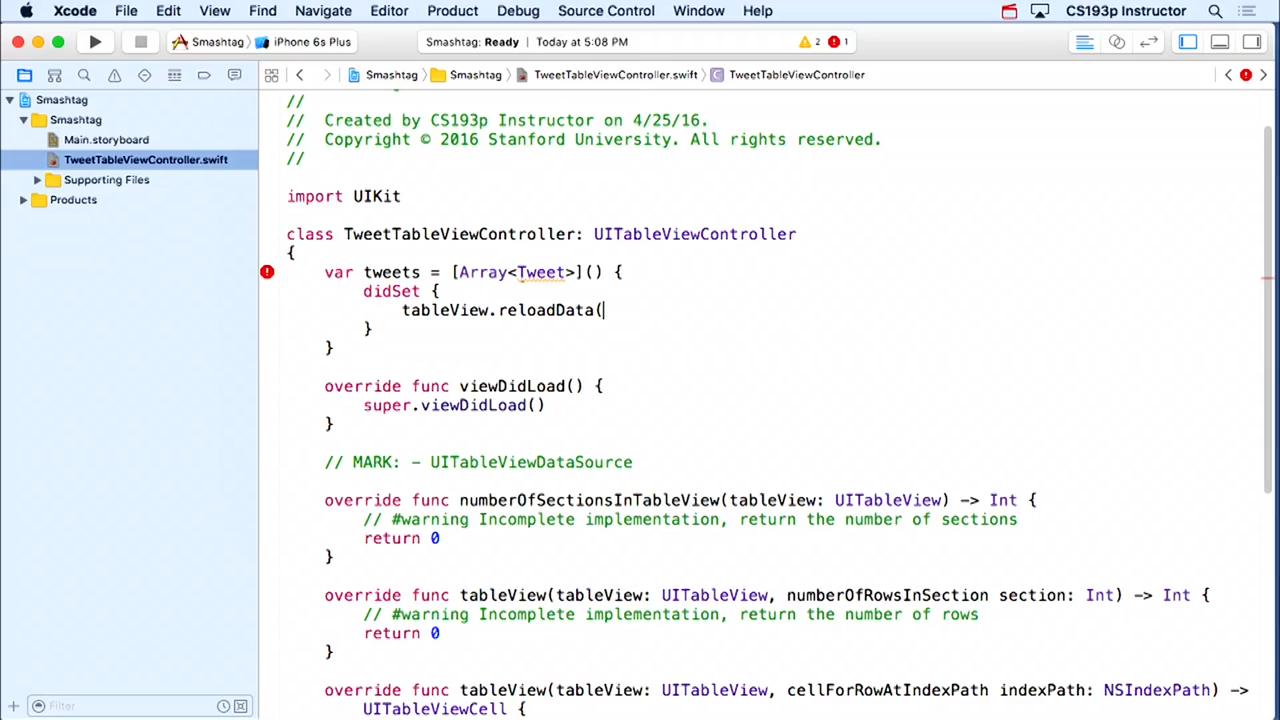 Xcode File Edit View Find Navigate Editor Product Debug Source Control Window Help CS193p Instructor
Smashtag iPhone 6s Plus Smashtag: Ready Today at 5:08 PM 2 1
Smashtag Smashtag TweetTableViewController.swift C TweetTableViewController
Smashtag
Smashtag
Main.storyboard
TweetTableViewController.swift
Supporting Files
Products
Filter
//
// Created by CS193p Instructor on 4/25/16.
// Copyright © 2016 Stanford University. All rights reserved.
//
import UIKit
class TweetTableViewController: UITableViewController
{
var tweets = [Array<Tweet>]() {
didSet {
tableView.reloadData(
}
}
override func viewDidLoad() {
super.viewDidLoad()
}
// MARK: - UITableViewDataSource
override func numberOfSectionsInTableView(tableView: UITableView) -> Int {
// #warning Incomplete implementation, return the number of sections
return 0
}
override func tableView(tableView: UITableView, numberOfRowsInSection section: Int) -> Int {
// #warning Incomplete implementation, return the number of rows
return 0
}
override func tableView(tableView: UITableView, cellForRowAtIndexPath indexPath: NSIndexPath) ->
UITableViewCell {